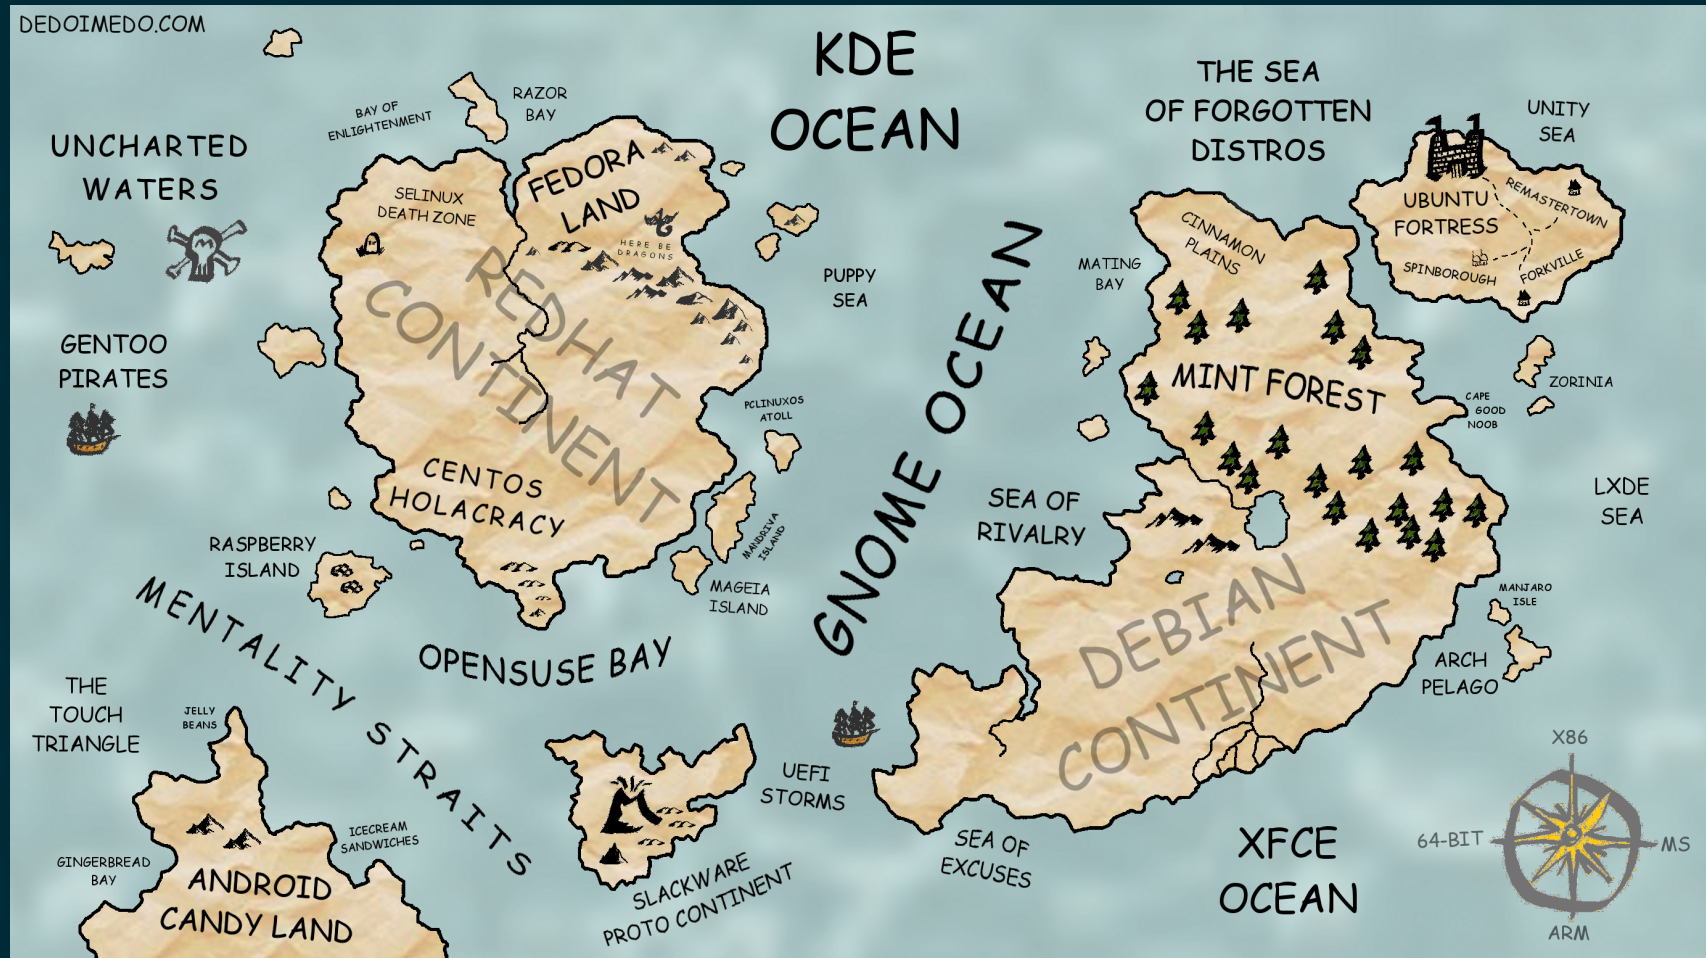 DEDOIMEDO.COM
KDE
OCEAN
THE SEA
OF FORGOTTEN
DISTROS
UNITY
SEA
RAZOR
BAY
BAY OF
ENLIGHTENMENT
UNCHARTED
WATERS
FEDORA
LAND
SELINUX
DEATH ZONE
HERE BE
DRAGONS
REDHAT
CONTINENT
UBUNTU
FORTRESS
REMASTERTOWN
SPINBOROUGH
FORKVILLE
CINNAMON
PLAINS
MATING
BAY
PUPPY
SEA
GENTOO
PIRATES
GNOME OCEAN
MINT FOREST
ZORINIA
CAPE
GOOD
NOOB
PCLINUXOS
ATOLL
CENTOS
HOLACRACY
SEA OF
RIVALRY
LXDE
SEA
MANDRIVA
ISLAND
RASPBERRY
ISLAND
MAGEIA
ISLAND
MENTALITY STRAITS
OPENSUSE BAY
DEBIAN
CONTINENT
MANJARO
ISLE
ARCH
PELAGO
THE
TOUCH
TRIANGLE
JELLY
BEANS
UEFI
STORMS
ICECREAM
SANDWICHES
GINGERBREAD
BAY
ANDROID
CANDY LAND
SLACKWARE
PROTO CONTINENT
SEA OF
EXCUSES
XFCE
OCEAN
X86
64-BIT
MS
ARM